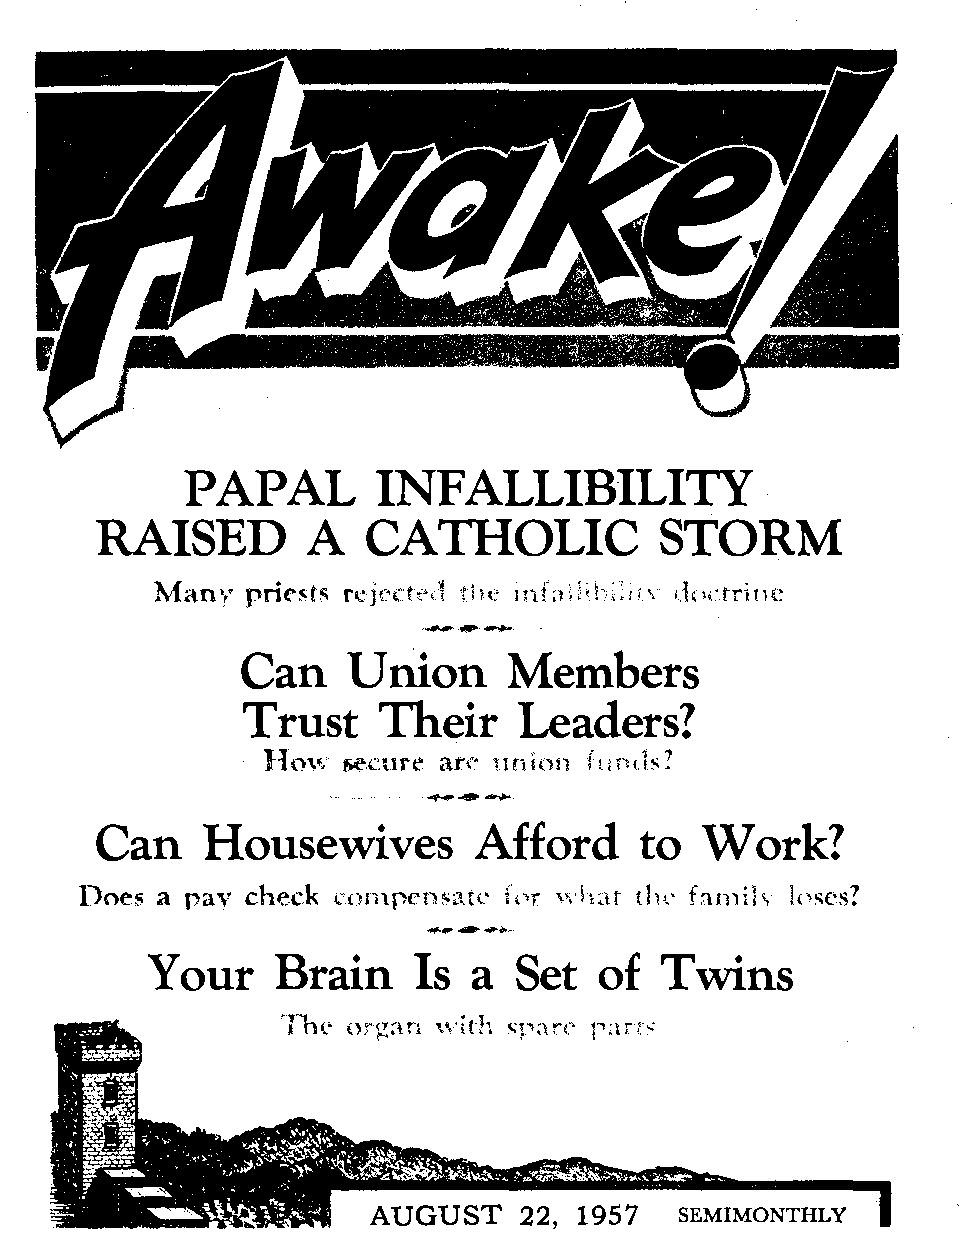 Awake!
PAPAL INFALLIBILITY
RAISED A CATHOLIC STORM
Many priests rejected the infallibility doctrine
Can Union Members
Trust Their Leaders?
How secure are union funds?
Can Housewives Afford to Work?
Does a pay check compensate for what the family loses?
Your Brain Is a Set of Twins
The organ with spare parts
AUGUST 22, 1957 SEMIMONTHLY